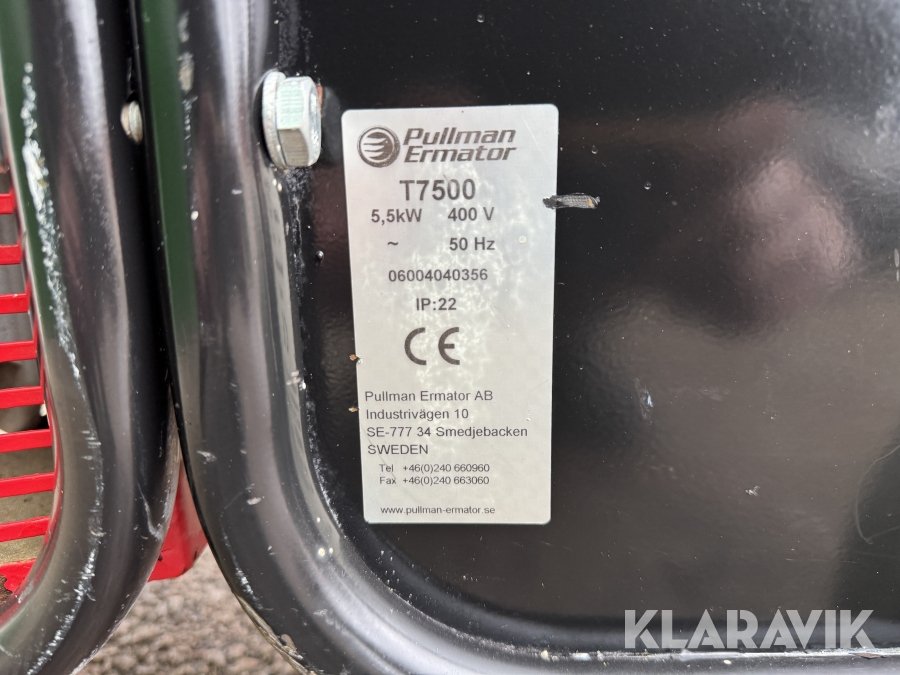 Pullman
Ermator
T7500
5,5kW 400 V
~ 50 Hz
06004040356
IP:22
CE
Pullman Ermator AB
Industrivägen 10
SE-777 34 Smedjebacken
SWEDEN
Tel +46(0)240 660960
Fax +46(0)240 663060
www.pullman-ermator.se
KLARAVIK